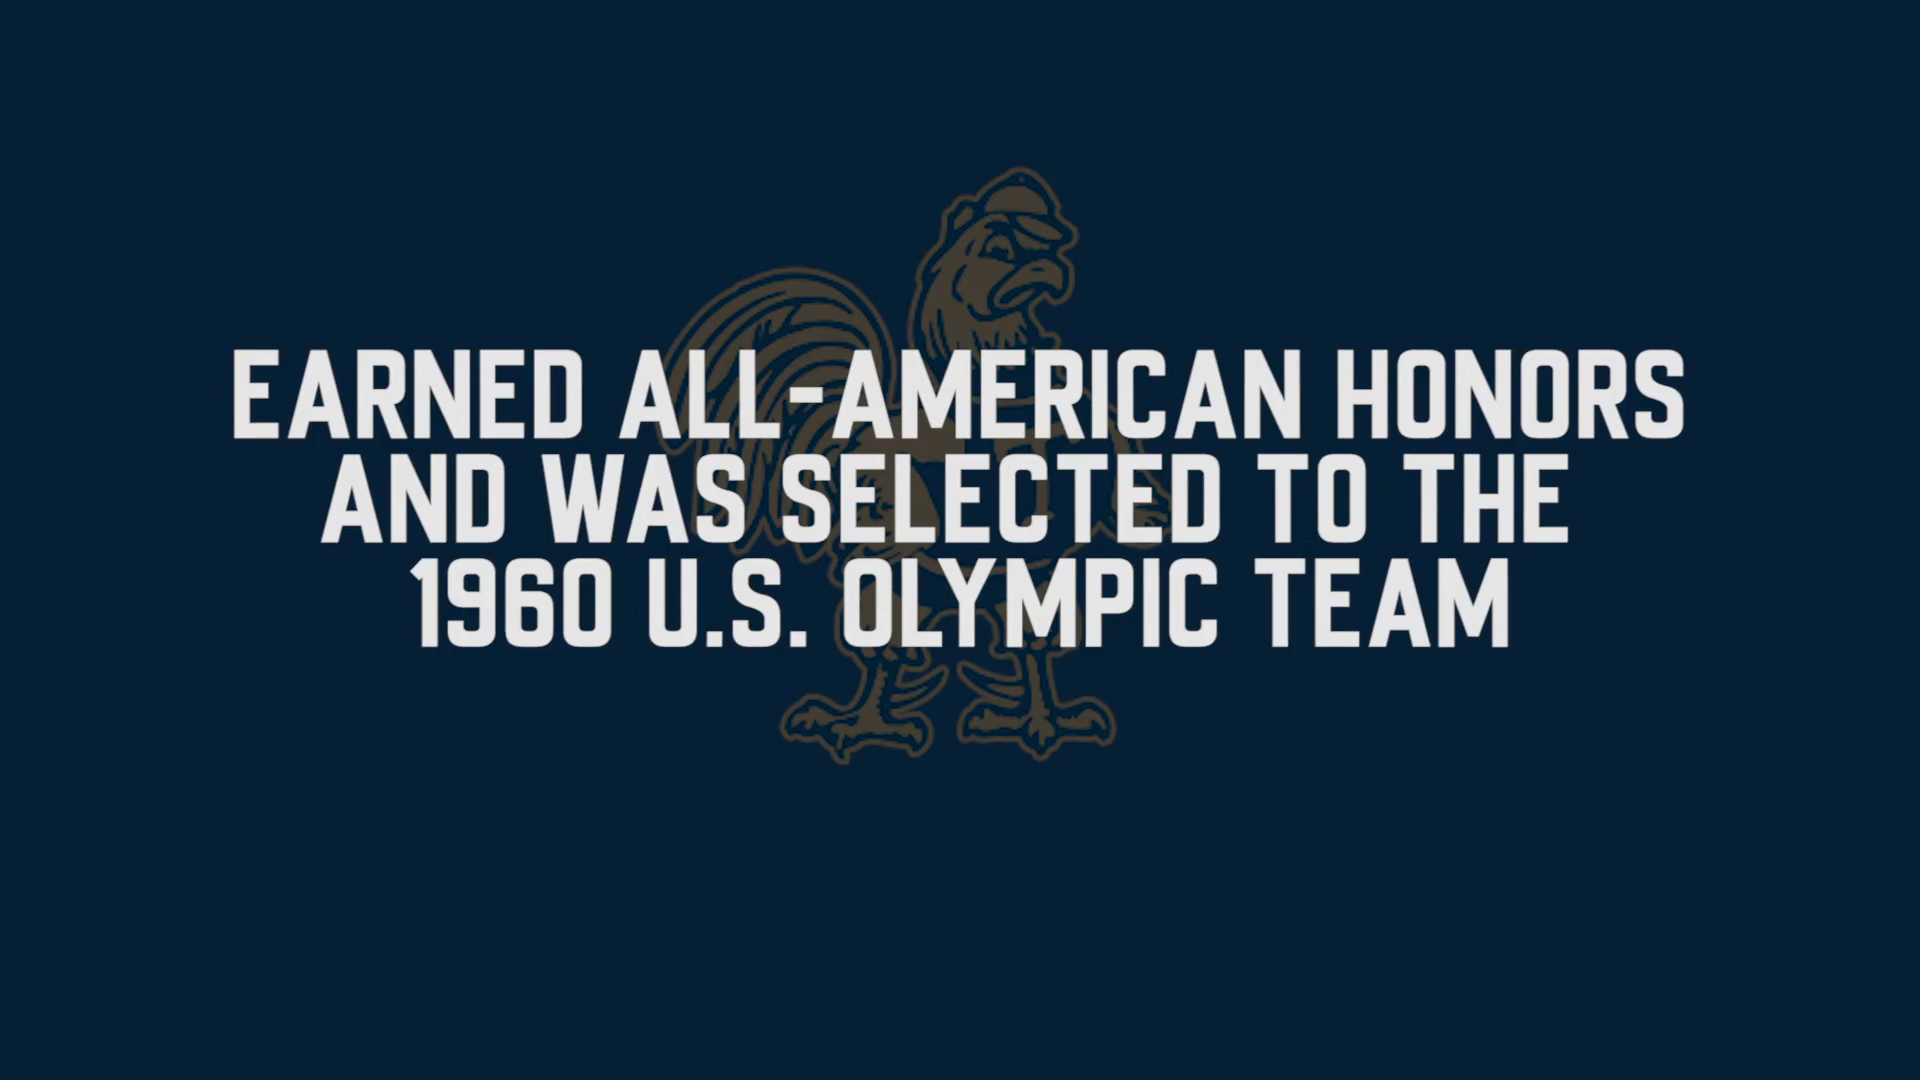 EARNED ALL-AMERICAN HONORS
AND WAS SELECTED TO THE
1960 U.S. OLYMPIC TEAM